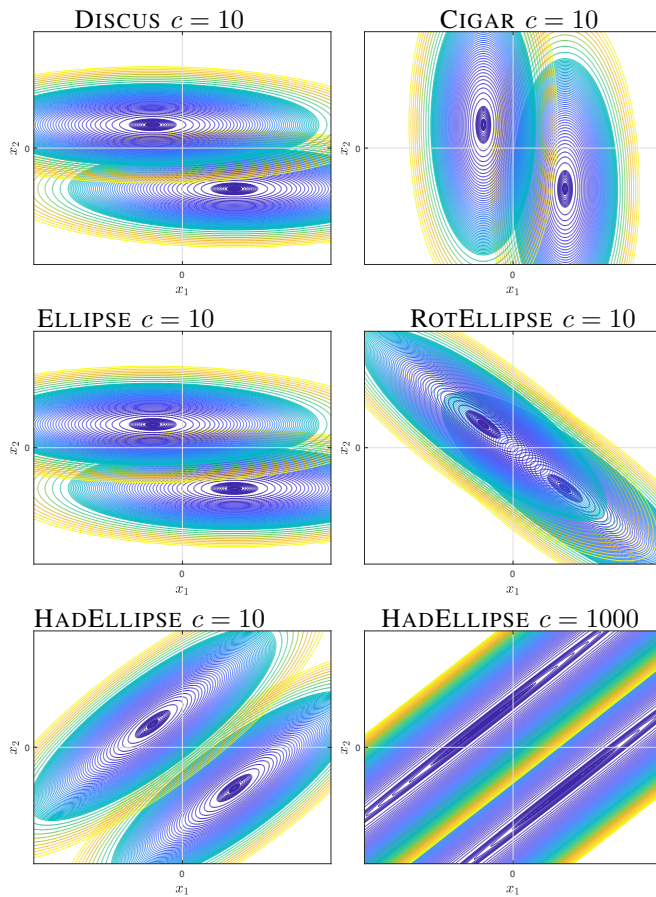 DISCUS c = 10
CIGAR c = 10
x₂
0
0
x₁
x₂
0
0
x₁
ELLIPSE c = 10
ROTELLIPSE c = 10
x₂
0
0
x₁
x₂
0
0
x₁
HADELLIPSE c = 10
HADELLIPSE c = 1000
x₂
0
0
x₁
x₂
0
0
x₁